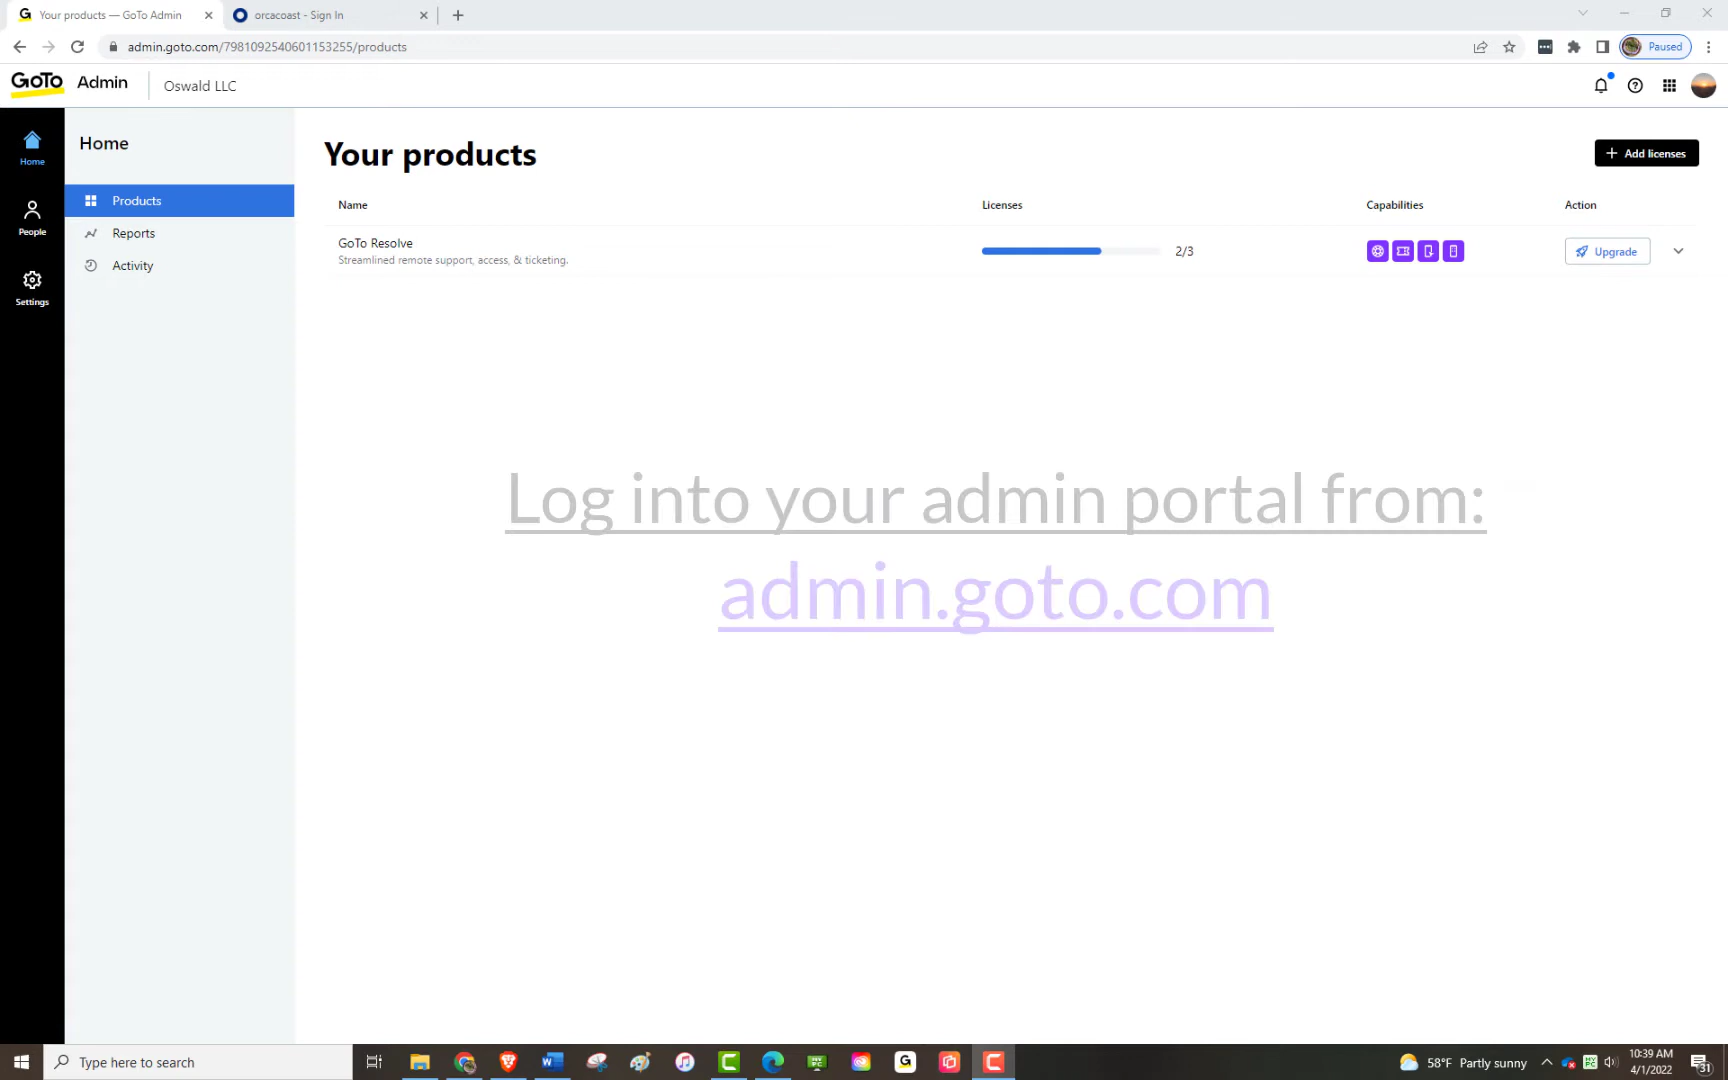 Your products — GoTo Admin
orcacoast - Sign In
admin.goto.com/7981092540601153255/products
Paused
GoTo Admin
Oswald LLC
Home
People
Settings
Home
Products
Reports
Activity
Your products
Add licenses
Name Licenses Capabilities Action
GoTo Resolve
Streamlined remote support, access, & ticketing.
2/3
Upgrade
Log into your admin portal from:
admin.goto.com
Type here to search
58°F Partly sunny
10:39 AM
4/1/2022
31